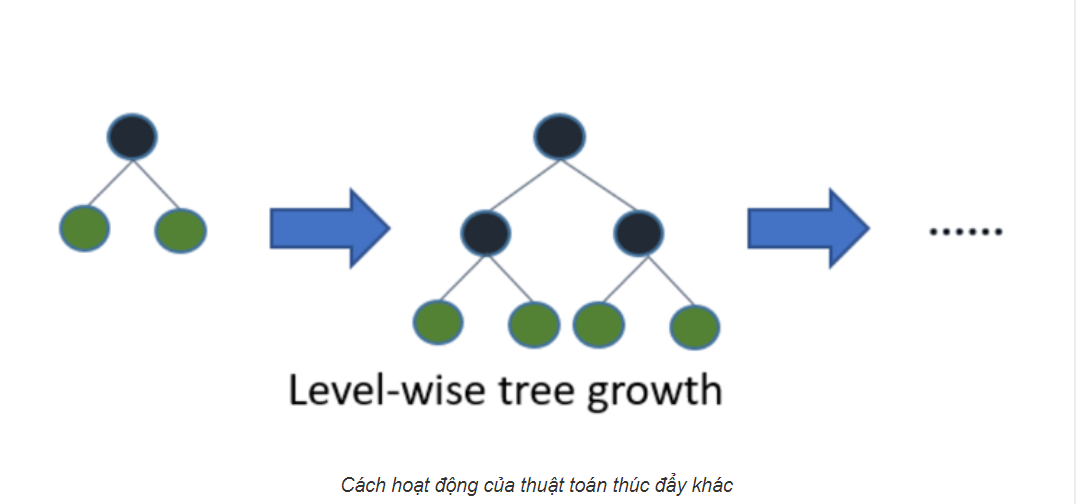 ......
Level-wise tree growth
Cách hoạt động của thuật toán thúc đẩy khác